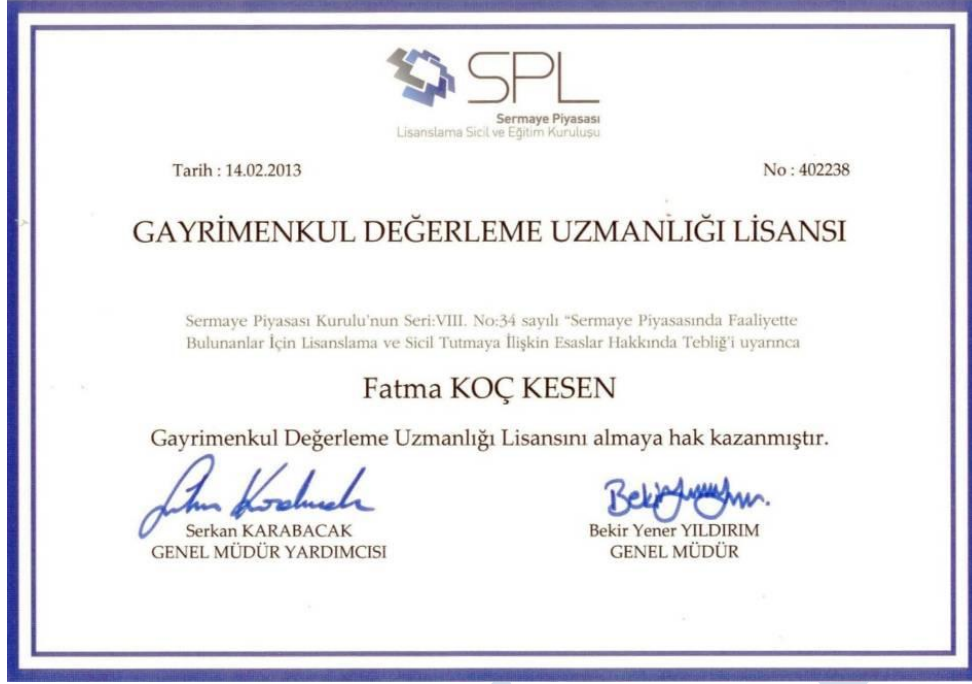 SPL
Sermaye Piyasası
Lisanslama Sicil ve Eğitim Kuruluşu
Tarih : 14.02.2013 No : 402238
GAYRİMENKUL DEĞERLEME UZMANLIĞI LİSANSI
Sermaye Piyasası Kurulu'nun Seri:VIII. No:34 sayılı "Sermaye Piyasasında Faaliyette
Bulunanlar İçin Lisanslama ve Sicil Tutmaya İlişkin Esaslar Hakkında Tebliğ'i uyarınca
Fatma KOÇ KESEN
Gayrimenkul Değerleme Uzmanlığı Lisansını almaya hak kazanmıştır.
Serkan KARABACAK
GENEL MÜDÜR YARDIMCISI
Bekir Yener YILDIRIM
GENEL MÜDÜR